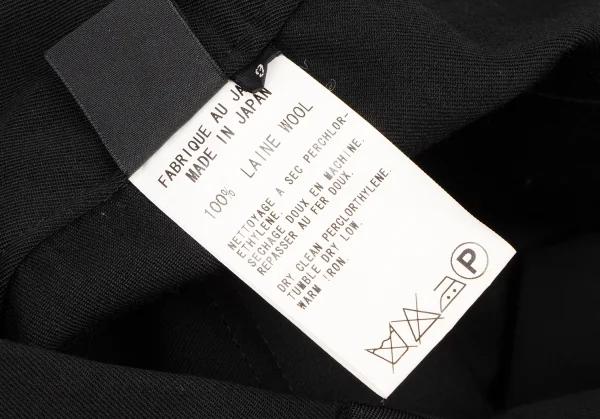 FABRIQUE AU JA
MADE IN JAPAN
100% LAINE WOOL
NETTOYAGE A SEC PERCHLOR-
ETHYLENE.
SECHAGE DOUX EN MACHINE.
REPASSER AU FER DOUX.
DRY CLEAN PERCLORTHYLENE.
TUMBLE DRY LOW.
WARM IRON.
P